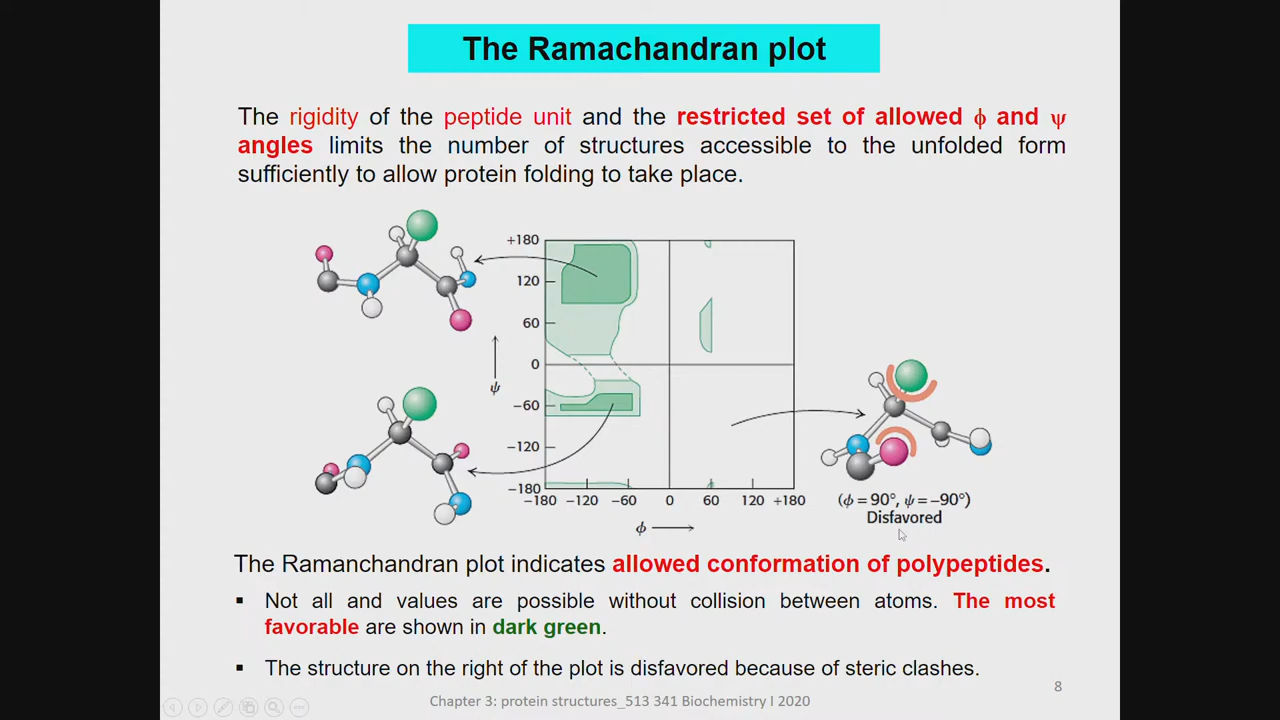 The Ramachandran plot
The rigidity of the peptide unit and the restricted set of allowed ϕ and ψ
angles limits the number of structures accessible to the unfolded form
sufficiently to allow protein folding to take place.
+180
120
60
0
−60
−120
−180
ψ
−180 −120 −60 0 60 120 +180
ϕ
(ϕ = 90°, ψ = −90°)
Disfavored
The Ramanchandran plot indicates allowed conformation of polypeptides.
▪ Not all and values are possible without collision between atoms. The most
favorable are shown in dark green.
▪ The structure on the right of the plot is disfavored because of steric clashes.
8
Chapter 3: protein structures_513 341 Biochemistry I 2020